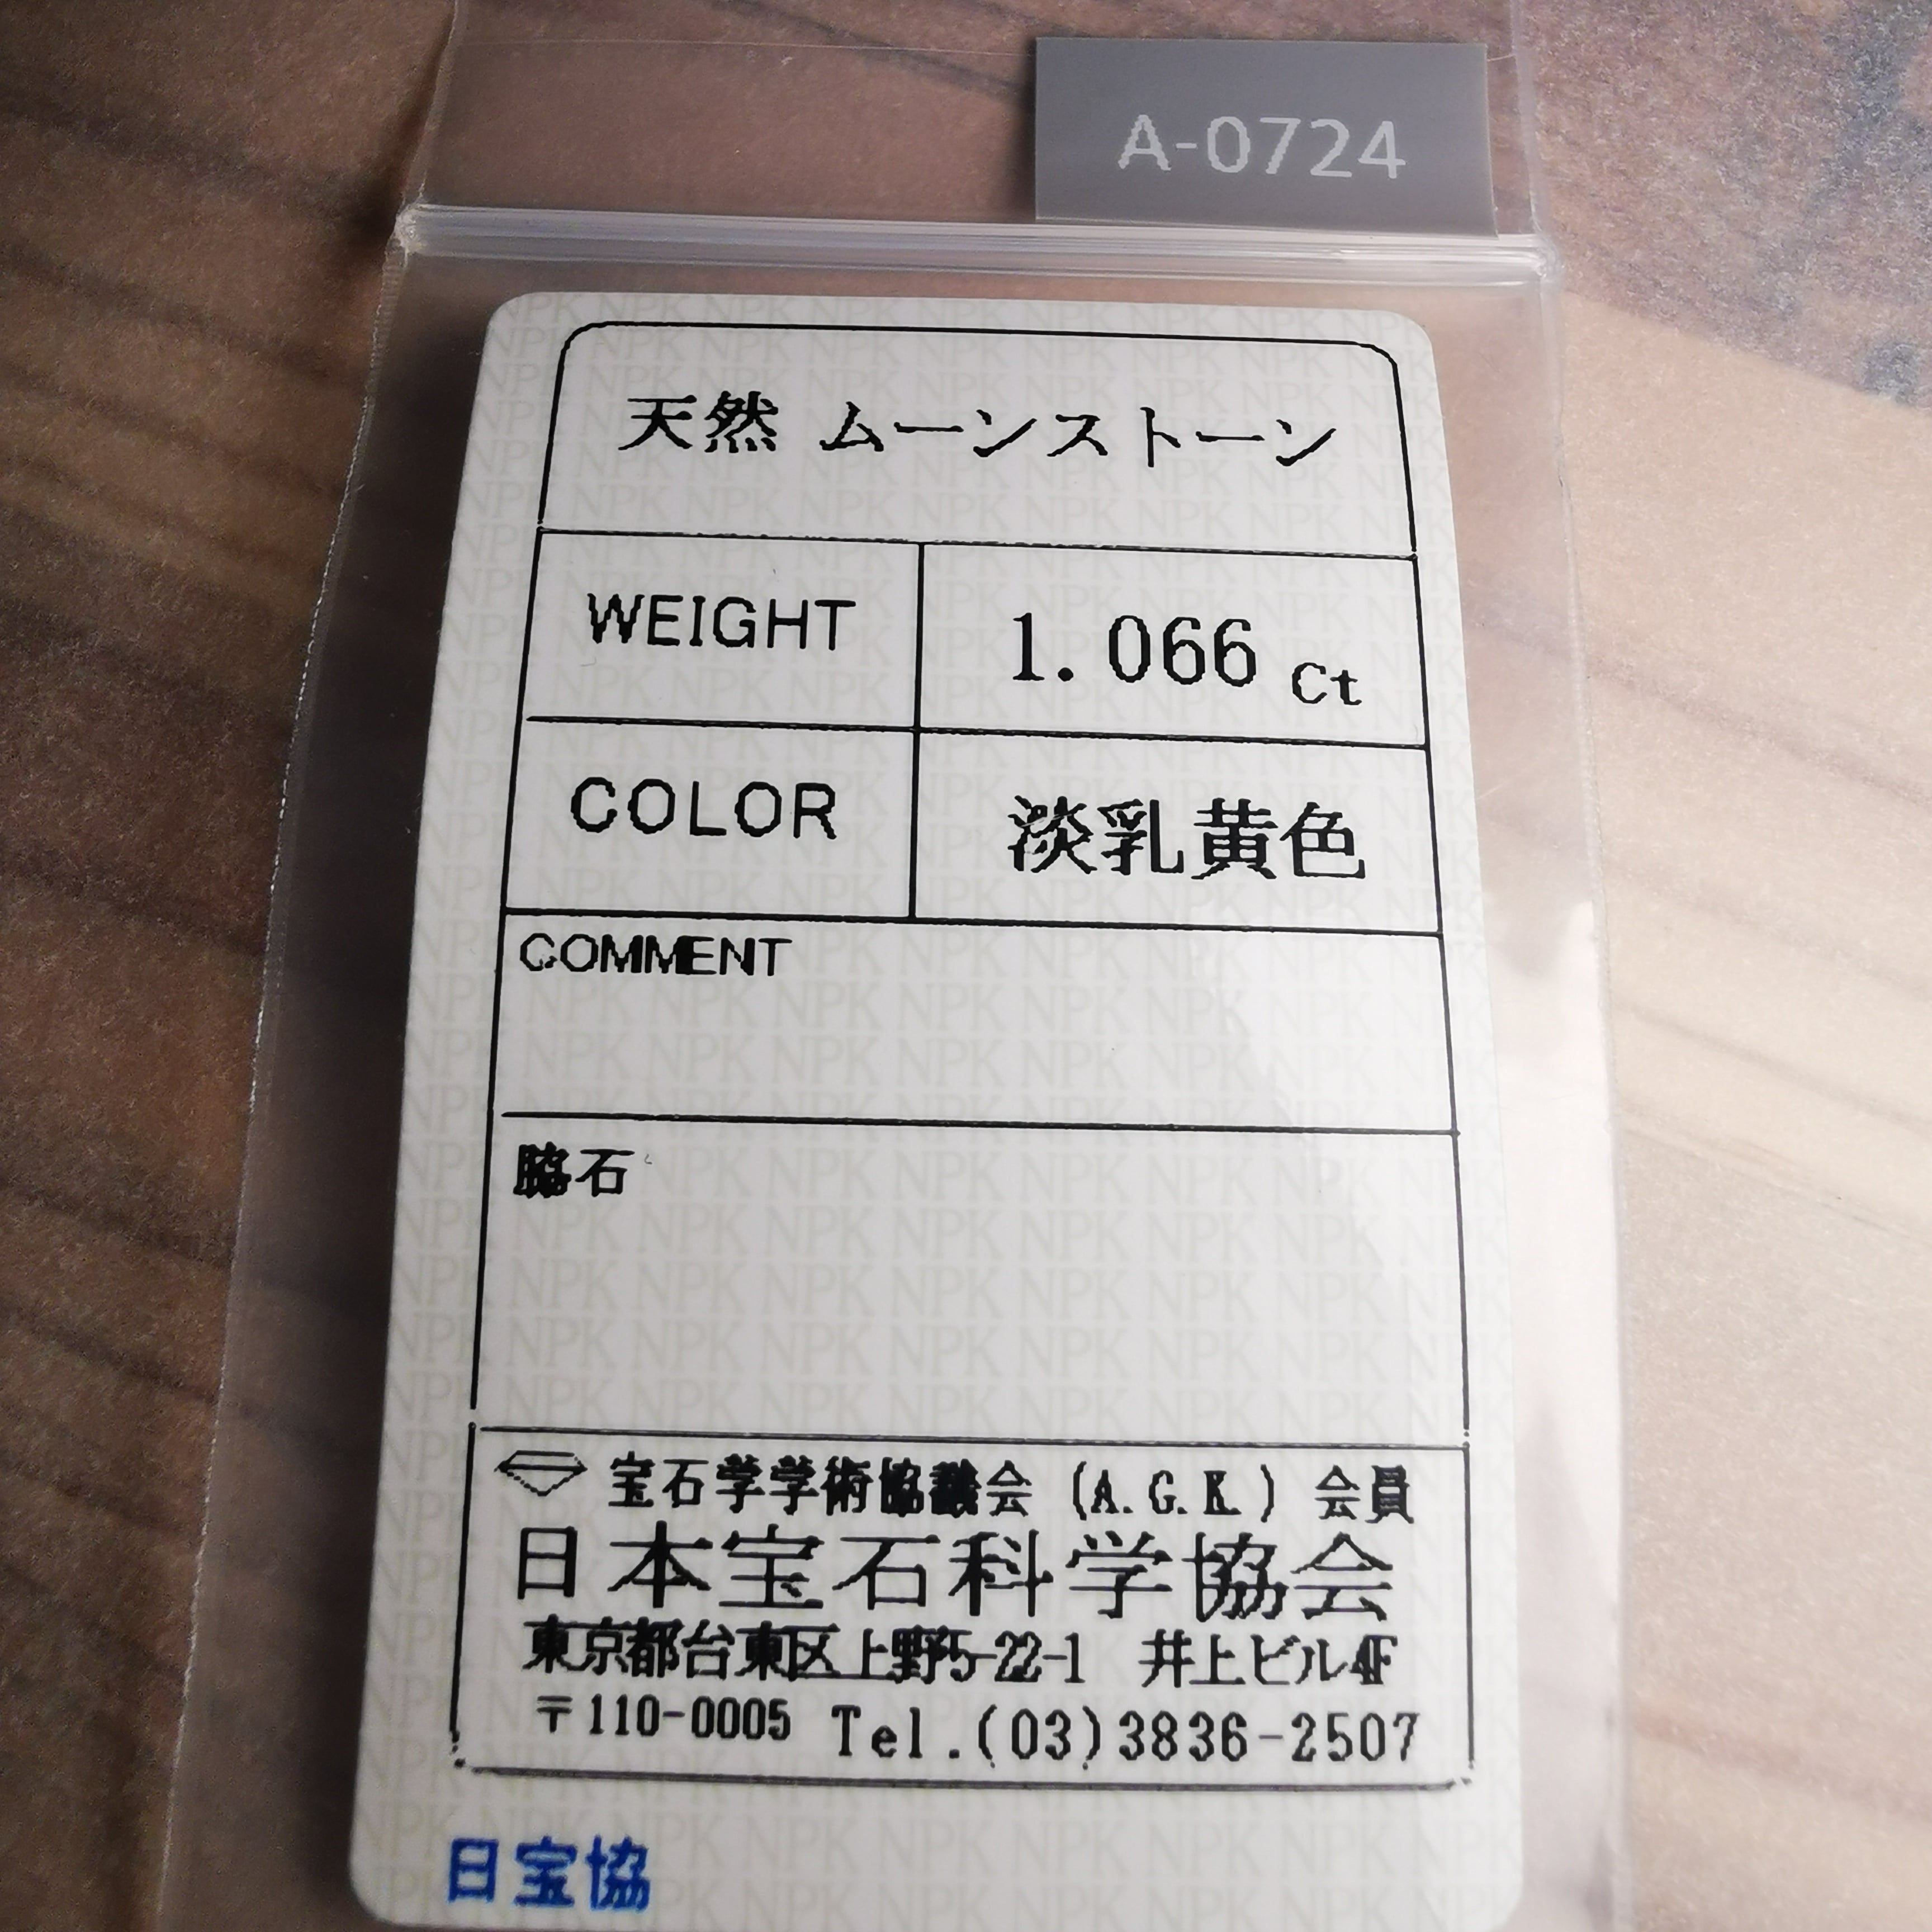 A-0724
天然 ムーンストーン
WEIGHT 1.066 Ct
COLOR 淡乳黄色
COMMENT
脇石
宝石学学術協議会 (A.G.K.) 会員
日本宝石科学協会
東京都台東区上野5-22-1 井上ビル4F
〒110-0005 Tel.(03)3836-2507
日宝協